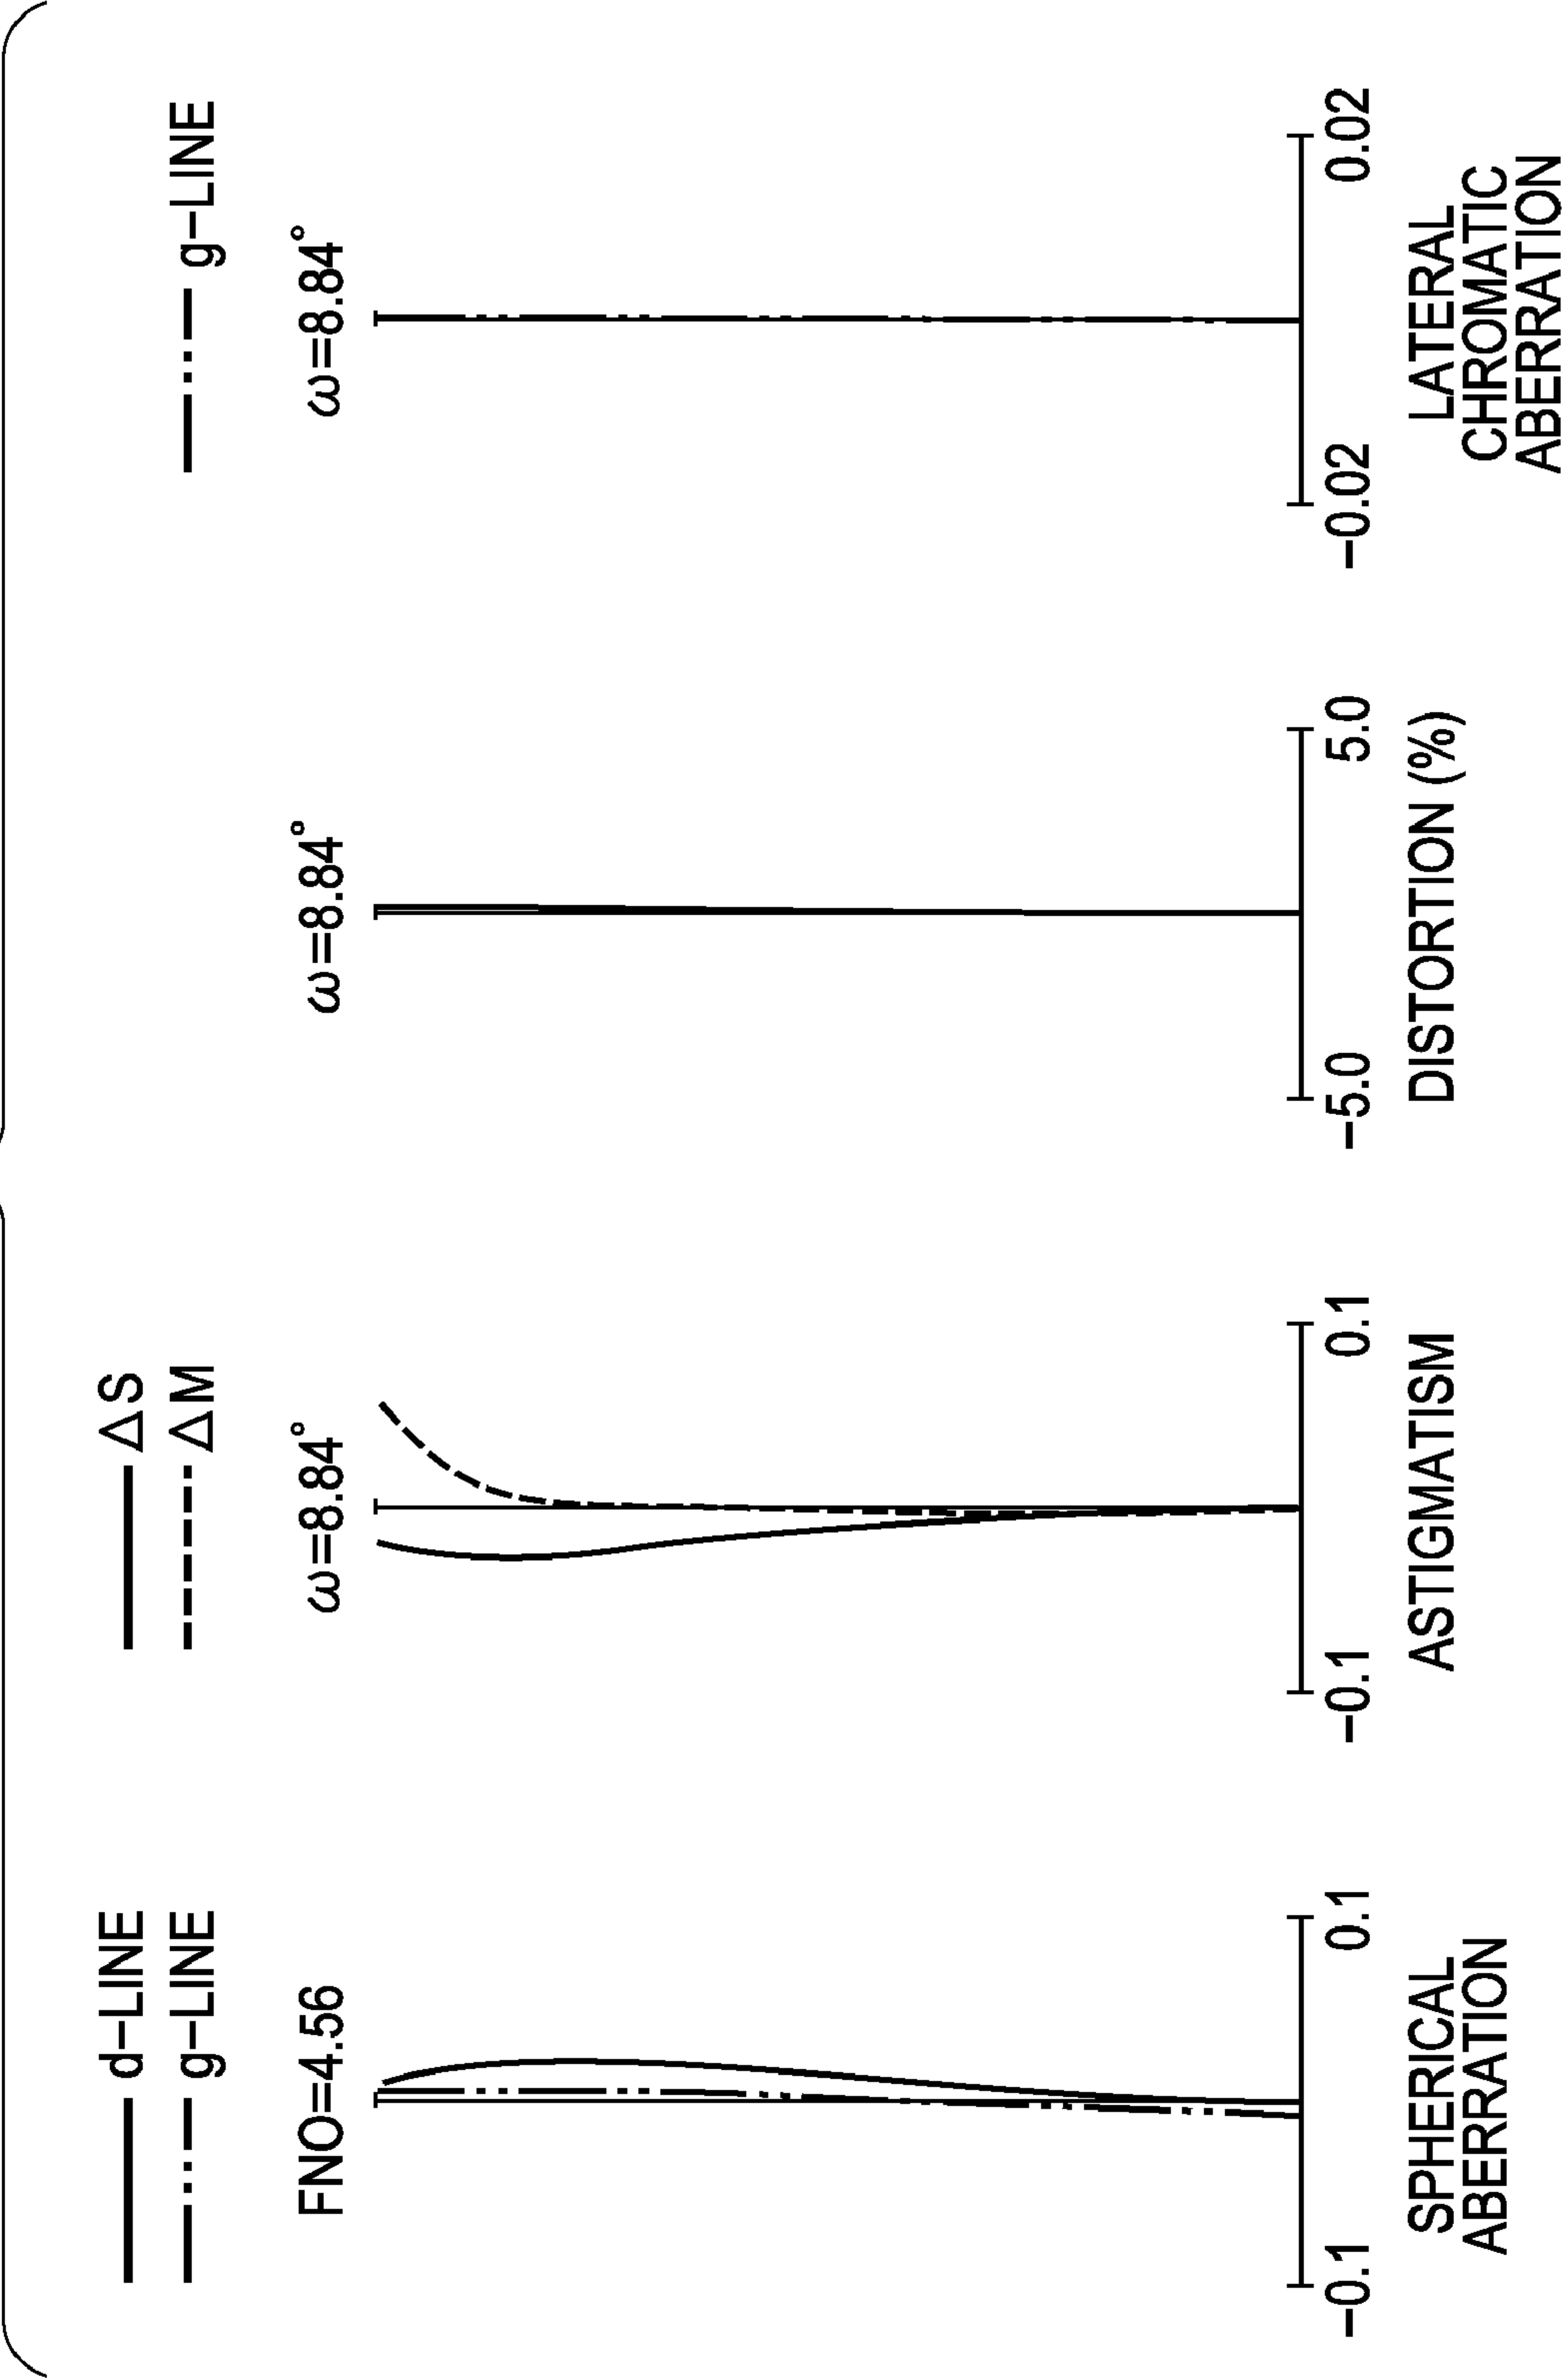 d-LINE
g-LINE
FNO=4.56
-0.1
0.1
SPHERICAL
ABERRATION
ΔS
ΔM
ω=8.84°
-0.1
0.1
ASTIGMATISM
ω=8.84°
-5.0
5.0
DISTORTION (%)
g-LINE
ω=8.84°
-0.02
0.02
LATERAL
CHROMATIC
ABERRATION